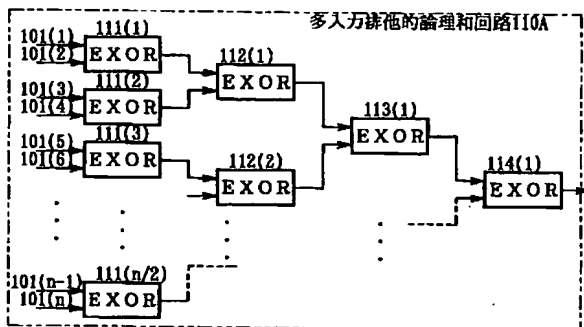 多入力排他的論理和回路110A
101(1)
101(2)
111(1)
EXOR
112(1)
EXOR
101(3)
101(4)
111(2)
EXOR
113(1)
EXOR
101(5)
101(6)
111(3)
EXOR
112(2)
EXOR
114(1)
EXOR
101(n-1)
101(n)
111(n/2)
EXOR